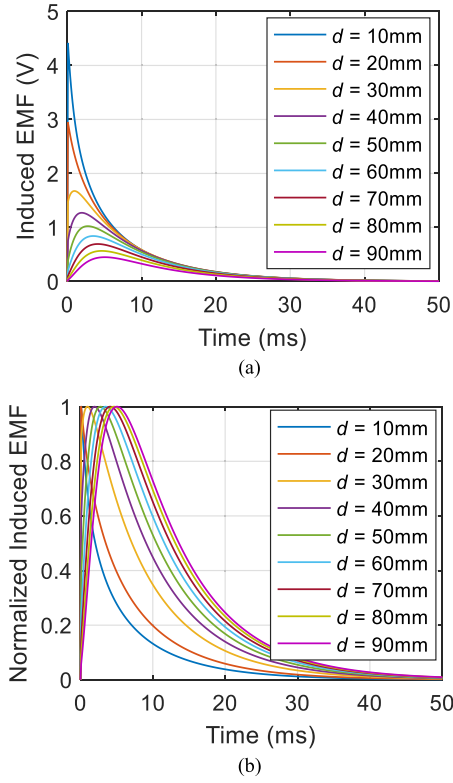 5
4
3
2
1
0
Induced EMF (V)
d = 10mm
d = 20mm
d = 30mm
d = 40mm
d = 50mm
d = 60mm
d = 70mm
d = 80mm
d = 90mm
0 10 20 30 40 50
Time (ms)
(a)
1
0.8
0.6
0.4
0.2
0
Normalized Induced EMF
d = 10mm
d = 20mm
d = 30mm
d = 40mm
d = 50mm
d = 60mm
d = 70mm
d = 80mm
d = 90mm
0 10 20 30 40 50
Time (ms)
(b)